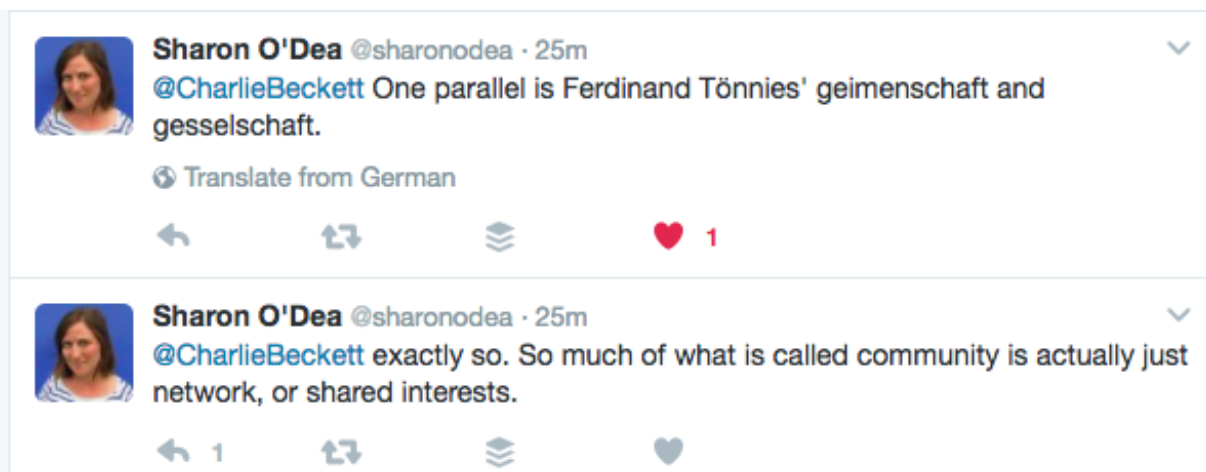 Sharon O'Dea @sharonodea · 25m
@CharlieBeckett One parallel is Ferdinand Tönnies' geimenschaft and
gesselschaft.
Translate from German
1
Sharon O'Dea @sharonodea · 25m
@CharlieBeckett exactly so. So much of what is called community is actually just
network, or shared interests.
1